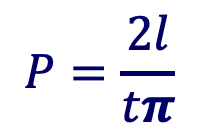 P = 2l / t𝝅